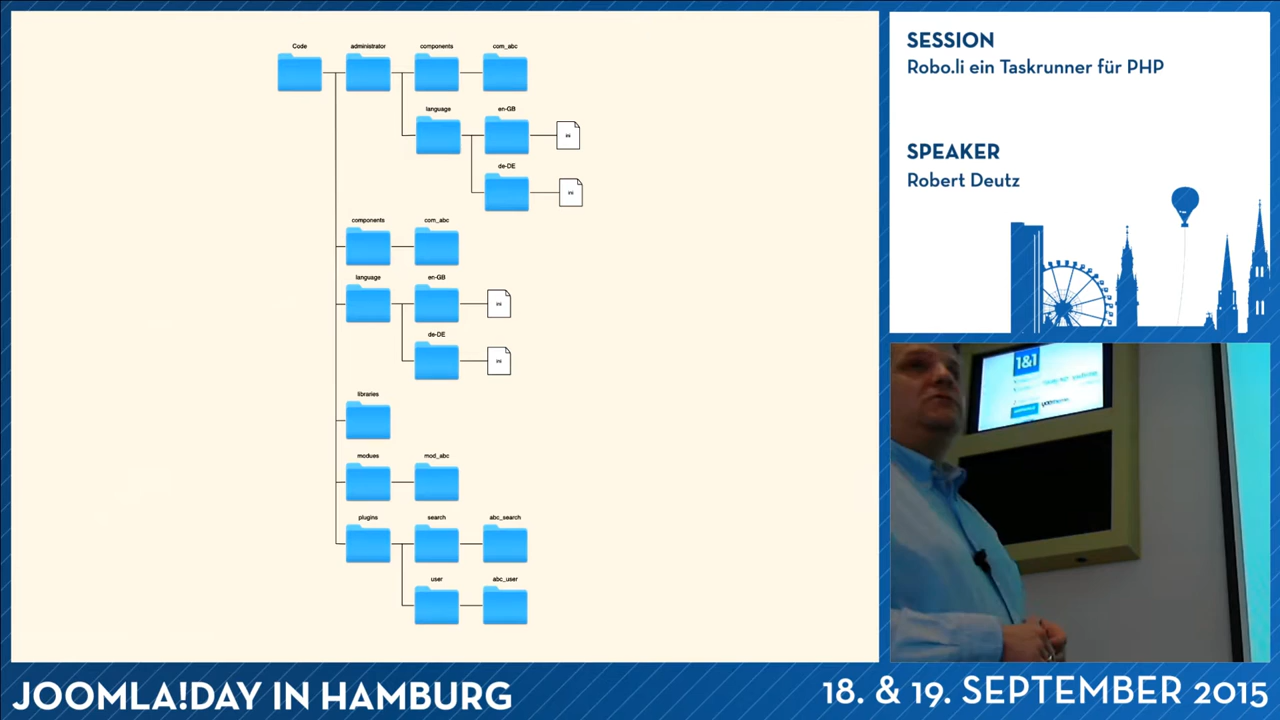 Code
administrator
components
com_abc
language
en-GB
ini
de-DE
ini
components
com_abc
language
en-GB
ini
de-DE
ini
libraries
modues
mod_abc
plugins
search
abc_search
user
abc_user
SESSION
Robo.li ein Taskrunner für PHP
SPEAKER
Robert Deutz
1&1
JOOMLA!DAY IN HAMBURG
18. & 19. SEPTEMBER 2015